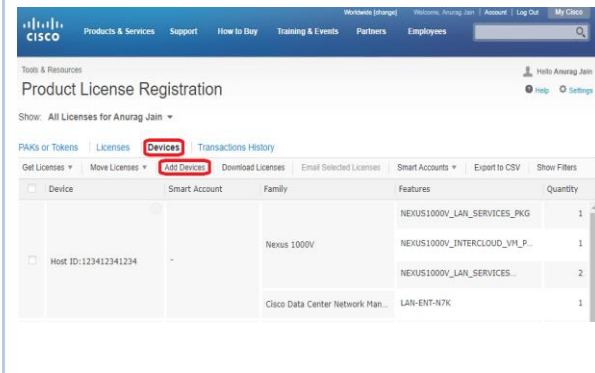 Worldwide [change] Welcome, Anurag Jain | Account | Log Out My Cisco
CISCO Products & Services Support How to Buy Training & Events Partners Employees
Tools & Resources
Product License Registration
Hello Anurag Jain
Help Settings
Show: All Licenses for Anurag Jain
PAKs or Tokens | Licenses | Devices | Transactions History
Get Licenses | Move Licenses | Add Devices Download Licenses | Email Selected Licenses | Smart Accounts | Export to CSV Show Filters
Device Smart Account Family Features Quantity
NEXUS1000V_LAN_SERVICES_PKG 1
Nexus 1000V NEXUS1000V_INTERCLOUD_VM_P... 1
Host ID:123412341234 -
NEXUS1000V_LAN_SERVICES... 2
Cisco Data Center Network Man... LAN-ENT-N7K 1